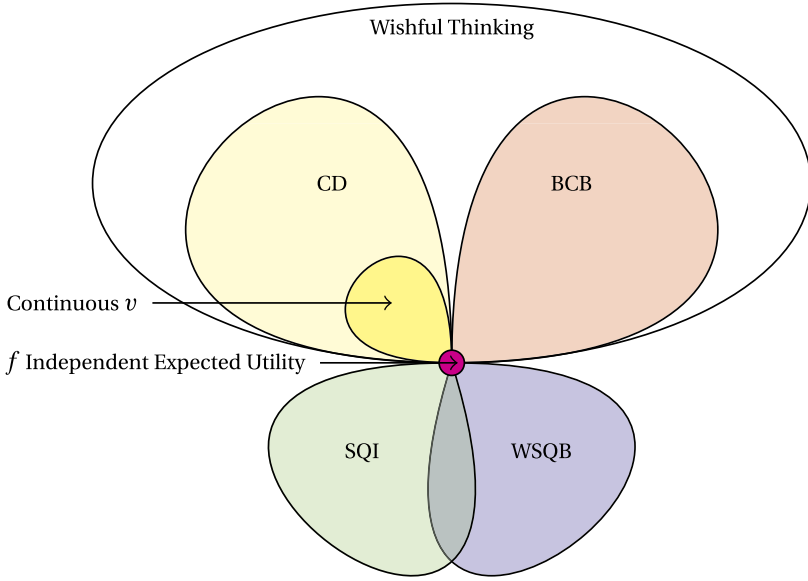 Wishful Thinking
CD
BCB
Continuous v
f Independent Expected Utility
SQI
WSQB